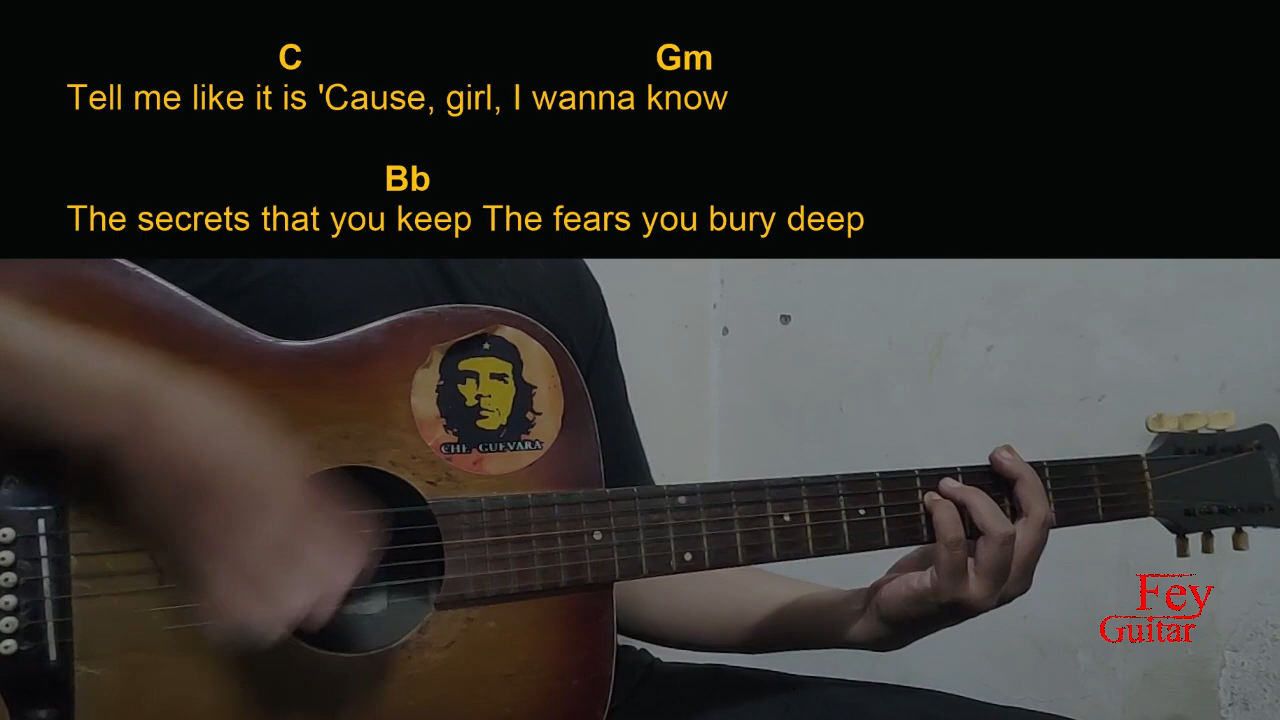 C Gm
Tell me like it is 'Cause, girl, I wanna know
Bb
The secrets that you keep The fears you bury deep
CHE GUEVARA
Fey
Guitar